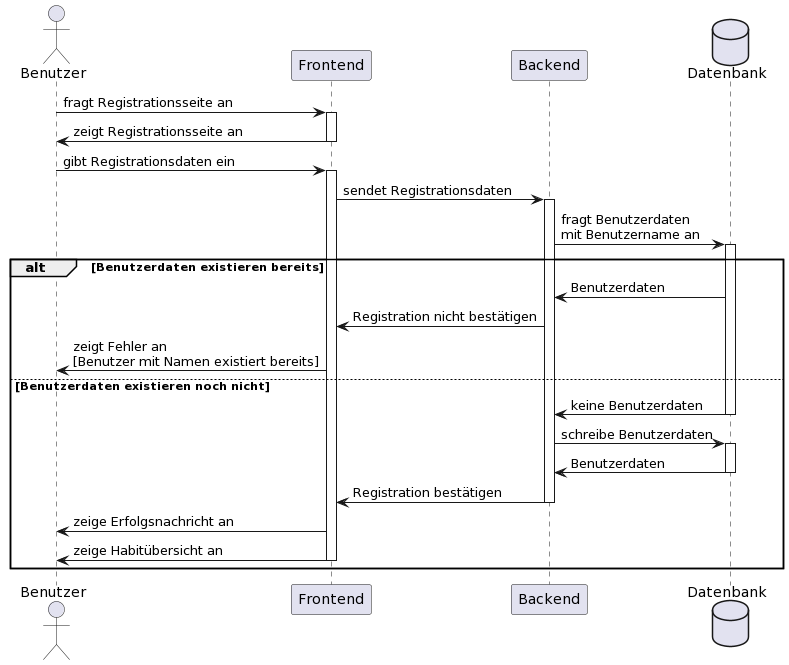 Benutzer
Frontend
Backend
Datenbank
fragt Registrationsseite an
zeigt Registrationsseite an
gibt Registrationsdaten ein
sendet Registrationsdaten
fragt Benutzerdaten
mit Benutzername an
alt
[Benutzerdaten existieren bereits]
Benutzerdaten
Registration nicht bestätigen
zeigt Fehler an
[Benutzer mit Namen existiert bereits]
[Benutzerdaten existieren noch nicht]
keine Benutzerdaten
schreibe Benutzerdaten
Benutzerdaten
Registration bestätigen
zeige Erfolgsnachricht an
zeige Habitübersicht an
Benutzer
Frontend
Backend
Datenbank